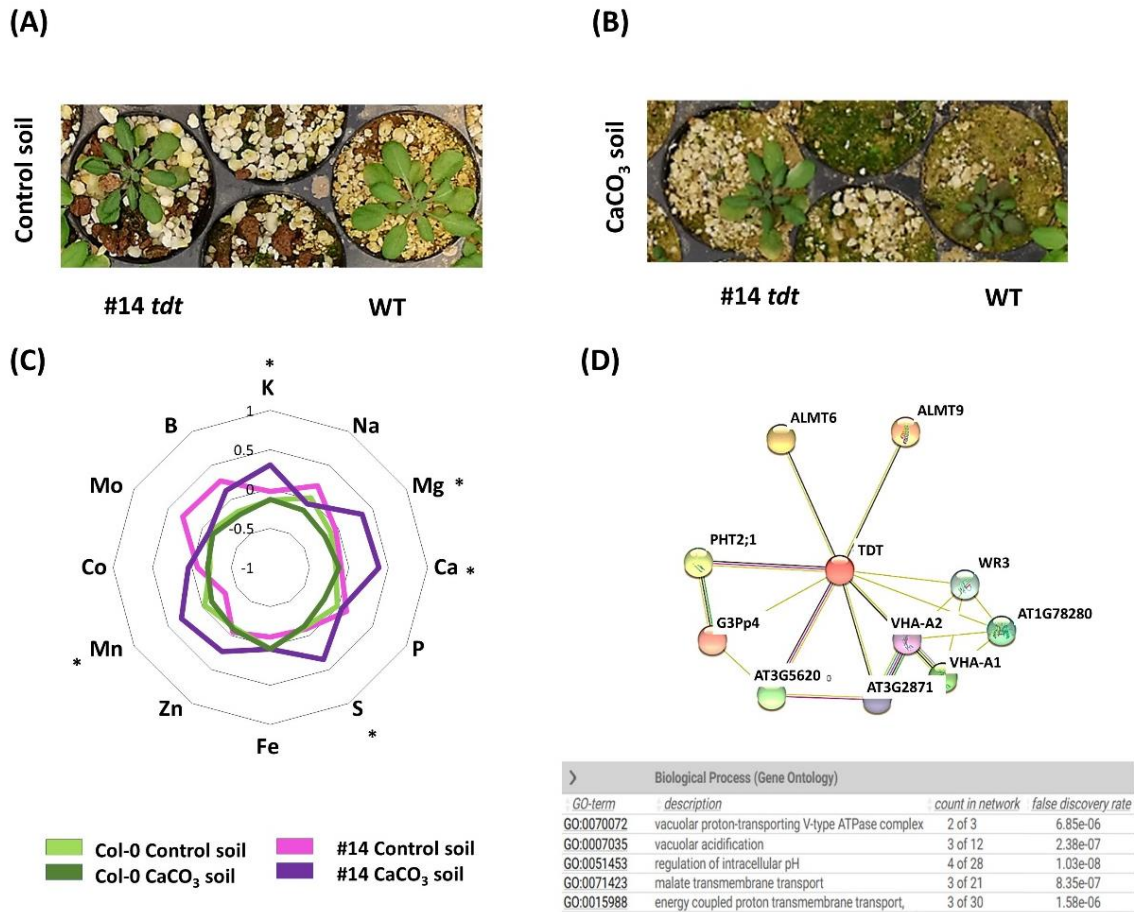 (A)
(B)
Control soil
CaCO3 soil
#14 tdt
WT
#14 tdt
WT
(C)
(D)
*
K
1
B
Na
0.5
Mo
0
Mg *
-0.5
Co
-1
Ca *
Mn
*
P
Zn
S
*
Fe
ALMT6
ALMT9
PHT2;1
TDT
WR3
G3Pp4
VHA-A2
AT1G78280
VHA-A1
AT3G5620
AT3G2871
Col-0 Control soil
#14 Control soil
Col-0 CaCO3 soil
#14 CaCO3 soil
Biological Process (Gene Ontology)
GO-term description count in network false discovery rate
GO:0070072 vacuolar proton-transporting V-type ATPase complex 2 of 3 6.85e-06
GO:0007035 vacuolar acidification 3 of 12 2.38e-07
GO:0051453 regulation of intracellular pH 4 of 28 1.03e-08
GO:0071423 malate transmembrane transport 3 of 21 8.35e-07
GO:0015988 energy coupled proton transmembrane transport, 3 of 30 1.58e-06